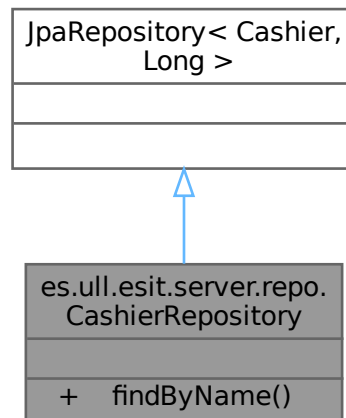 JpaRepository< Cashier,
Long >
es.ull.esit.server.repo.
CashierRepository
+ findByName()